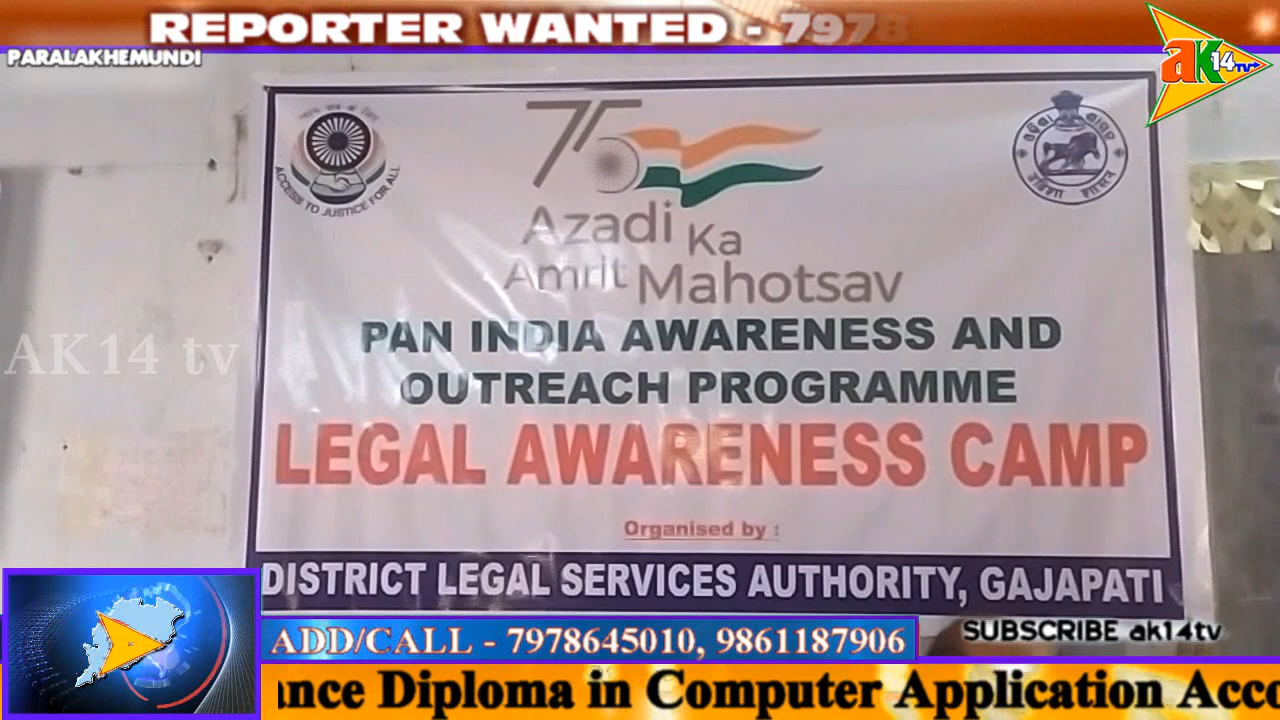 REPORTER WANTED - 7978
PARALAKHEMUNDI
ak14TV
ACCESS TO JUSTICE FOR ALL
75
Azadi Ka
Amrit Mahotsav
PAN INDIA AWARENESS AND
OUTREACH PROGRAMME
LEGAL AWARENESS CAMP
Organised by :
DISTRICT LEGAL SERVICES AUTHORITY, GAJAPATI
AK14 tv
ADD/CALL - 7978645010, 9861187906
SUBSCRIBE ak14tv
ance Diploma in Computer Application Acco